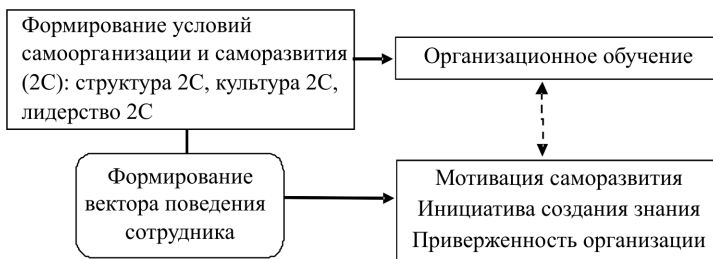 Формирование условий
самоорганизации и саморазвития
(2С): структура 2С, культура 2С,
лидерство 2С
Организационное обучение
Формирование
вектора поведения
сотрудника
Мотивация саморазвития
Инициатива создания знания
Приверженность организации